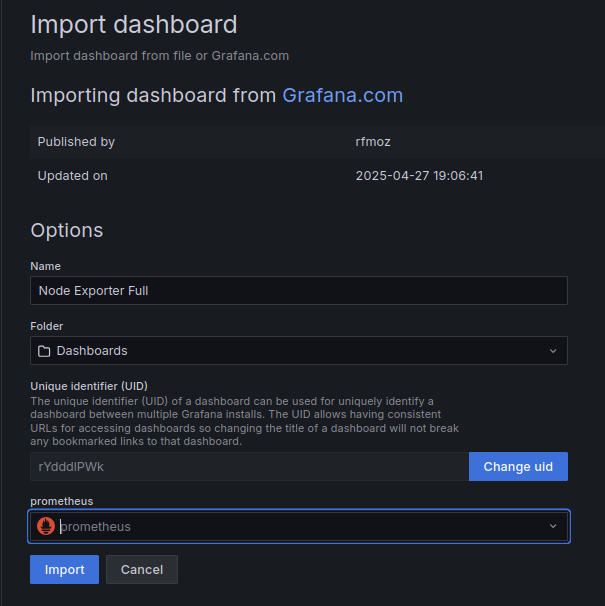 Import dashboard
Import dashboard from file or Grafana.com
Importing dashboard from Grafana.com
Published by rfmoz
Updated on 2025-04-27 19:06:41
Options
Name
Node Exporter Full
Folder
Dashboards
Unique identifier (UID)
The unique identifier (UID) of a dashboard can be used for uniquely identify a
dashboard between multiple Grafana installs. The UID allows having consistent
URLs for accessing dashboards so changing the title of a dashboard will not break
any bookmarked links to that dashboard.
rYdddlPWk Change uid
prometheus
prometheus
Import Cancel